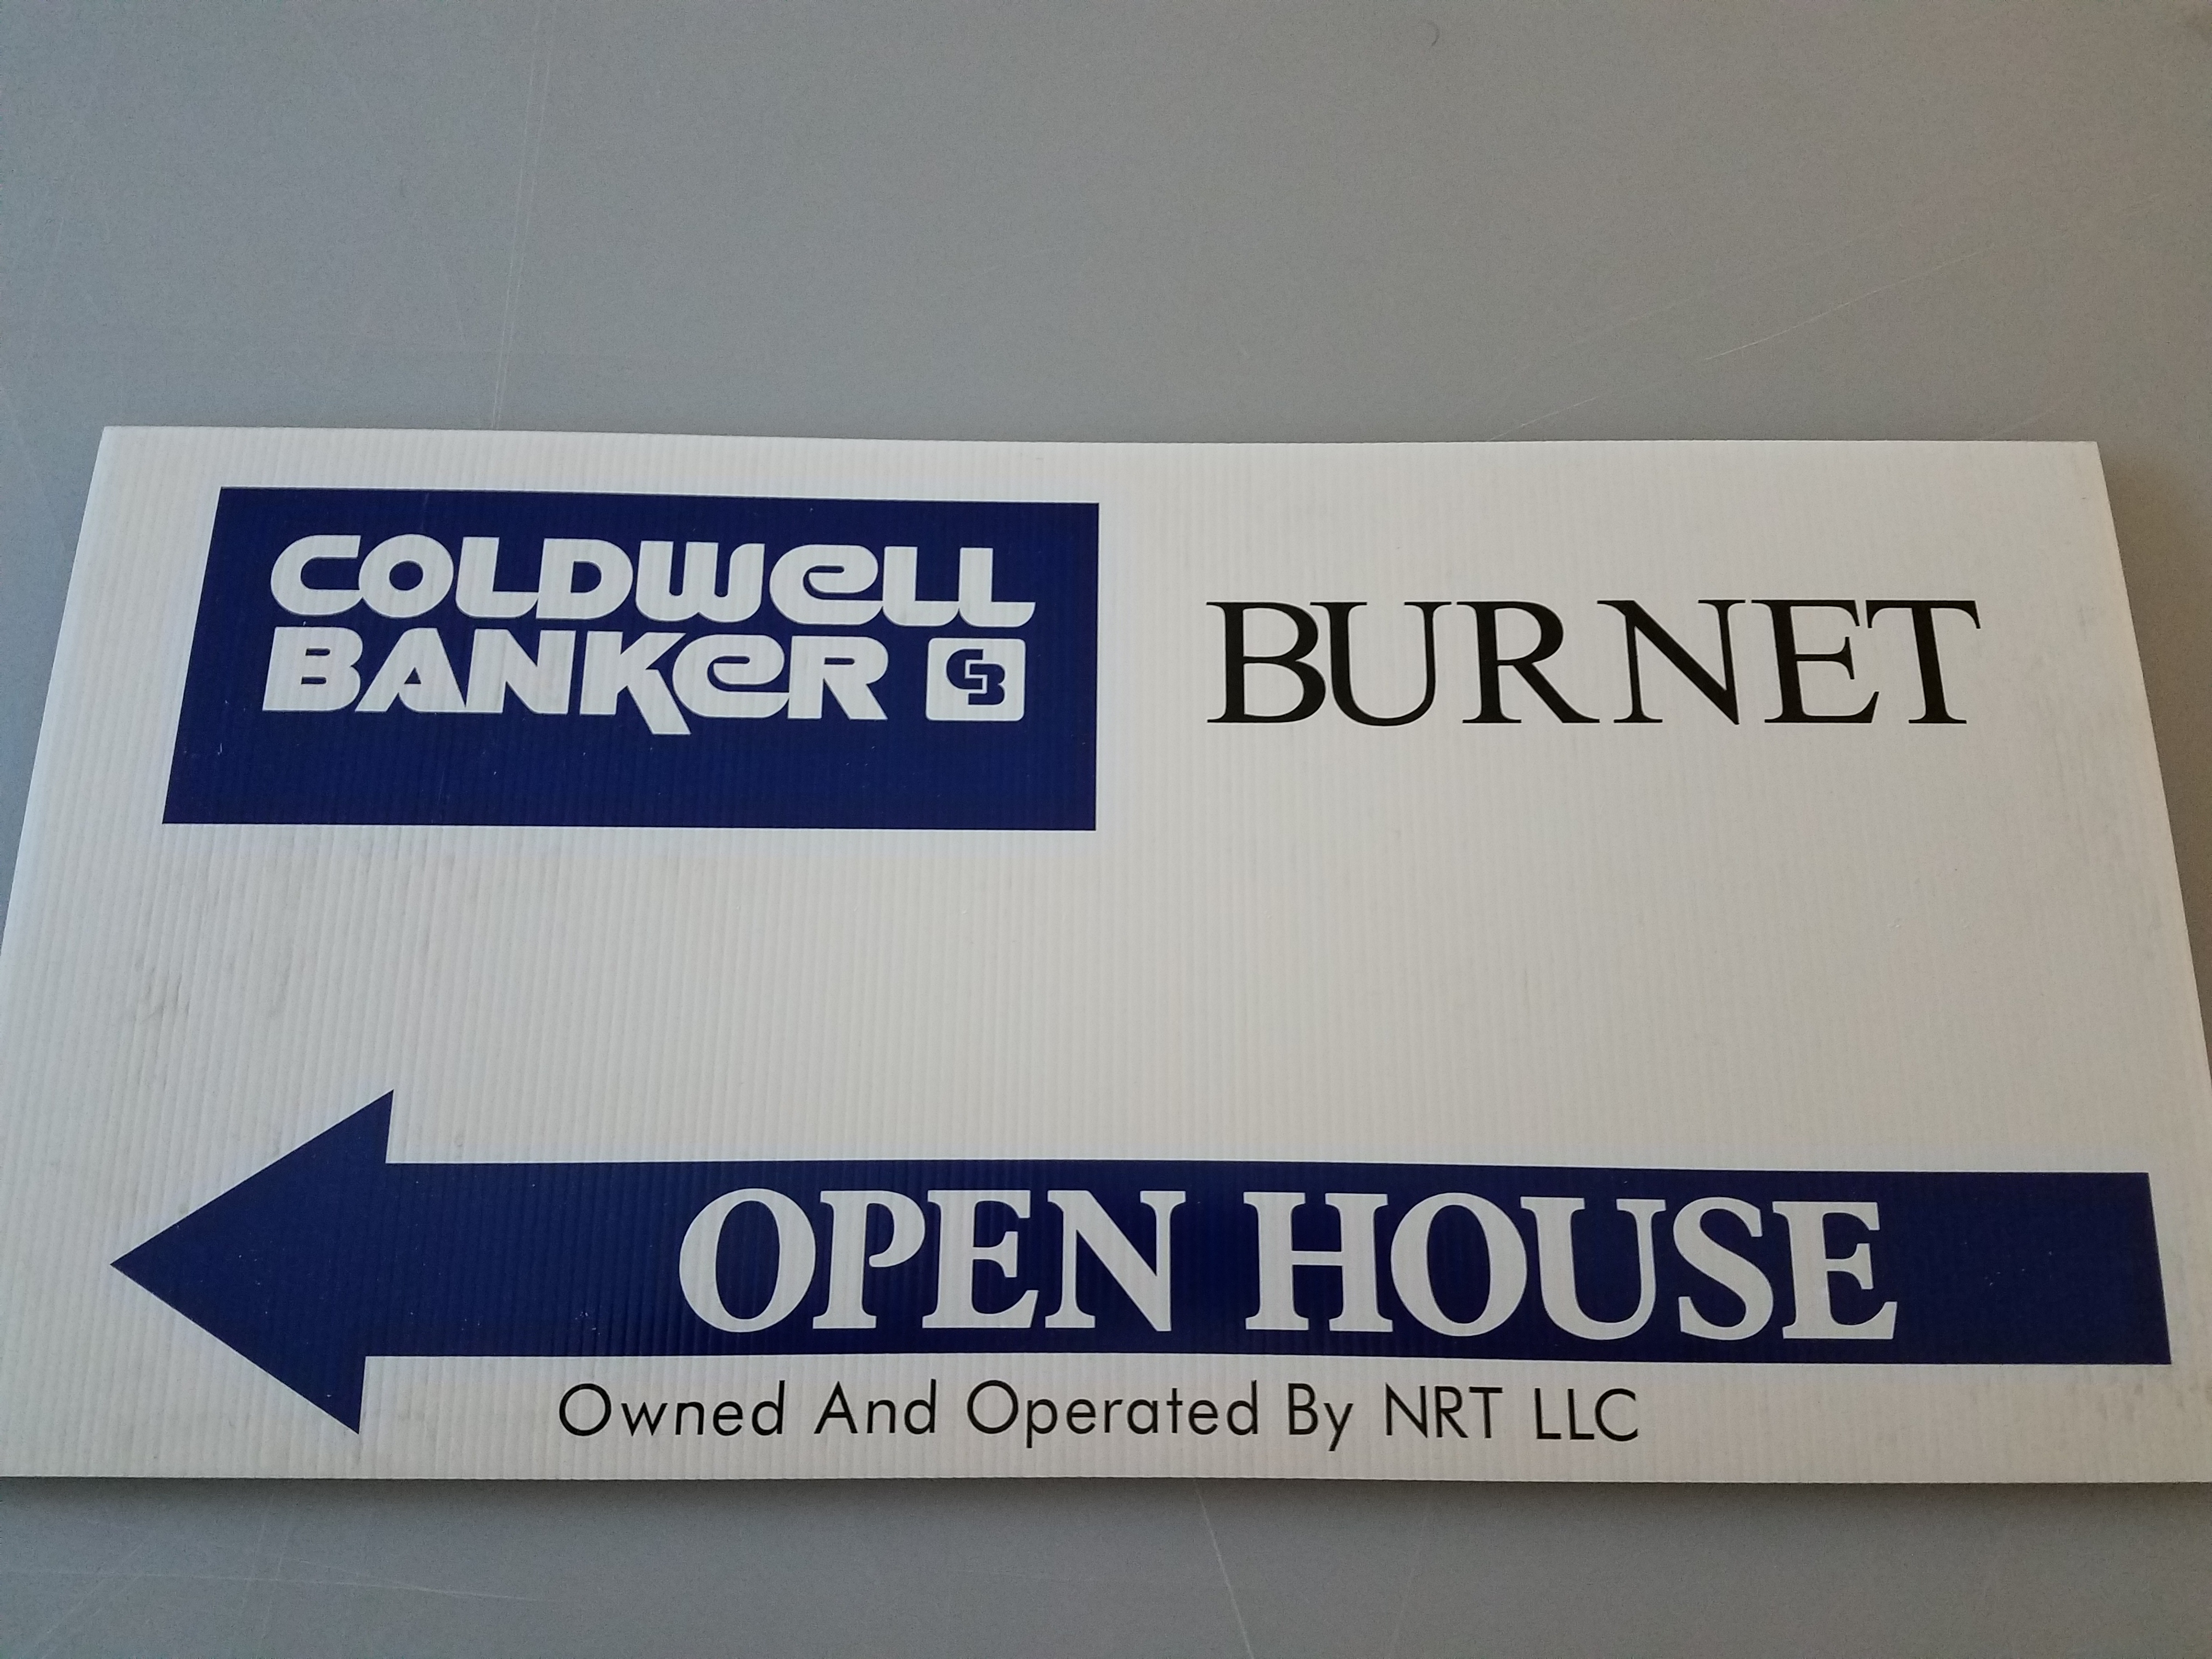 COLDWELL
BANKER CB
BURNET
OPEN HOUSE
Owned And Operated By NRT LLC